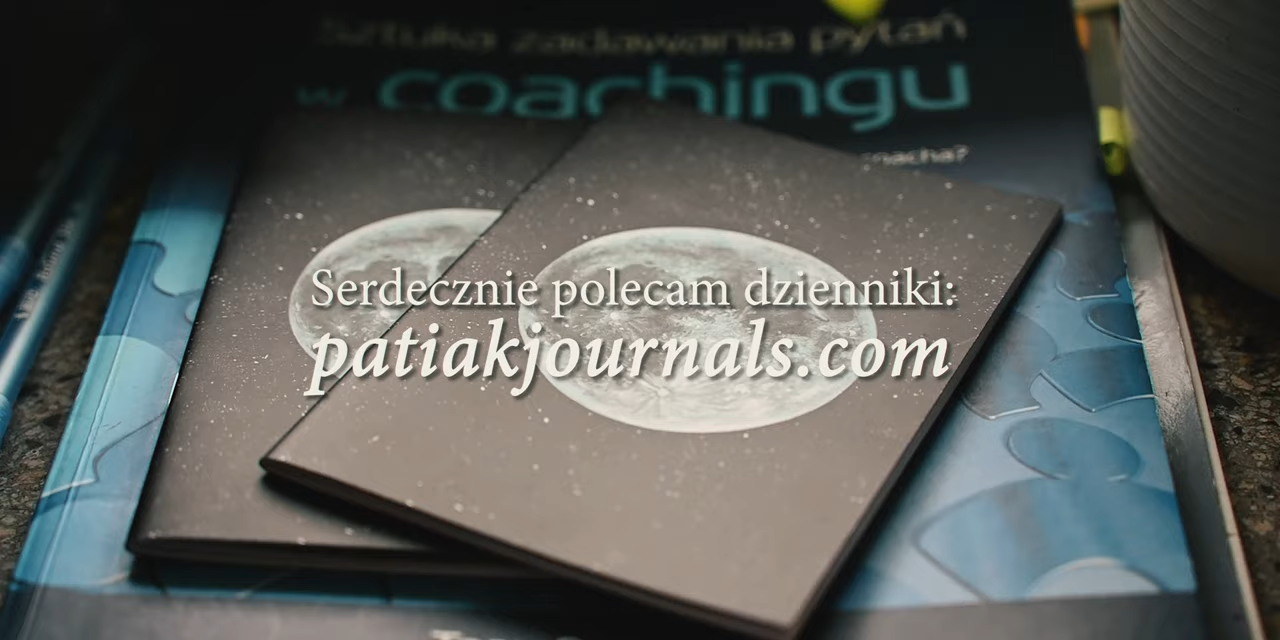 Sztuka zadawania pytań
w coachingu
Serdecznie polecam dzienniki:
patiakjournals.com